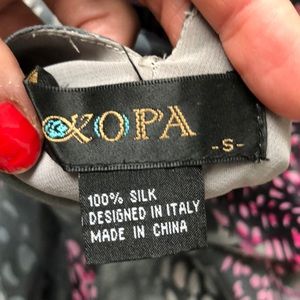 XOPA
-S-
100% SILK
DESIGNED IN ITALY
MADE IN CHINA